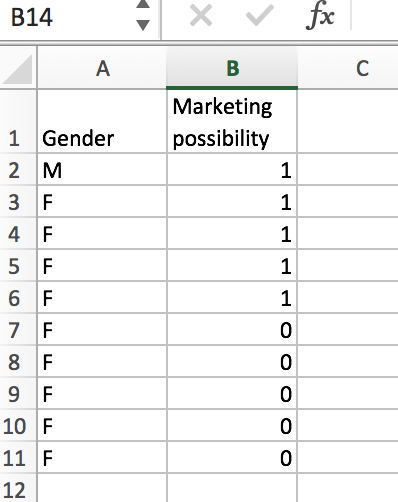 B14 fx
A B C
Marketing
1 Gender possibility
2 M 1
3 F 1
4 F 1
5 F 1
6 F 1
7 F 0
8 F 0
9 F 0
10 F 0
11 F 0
12